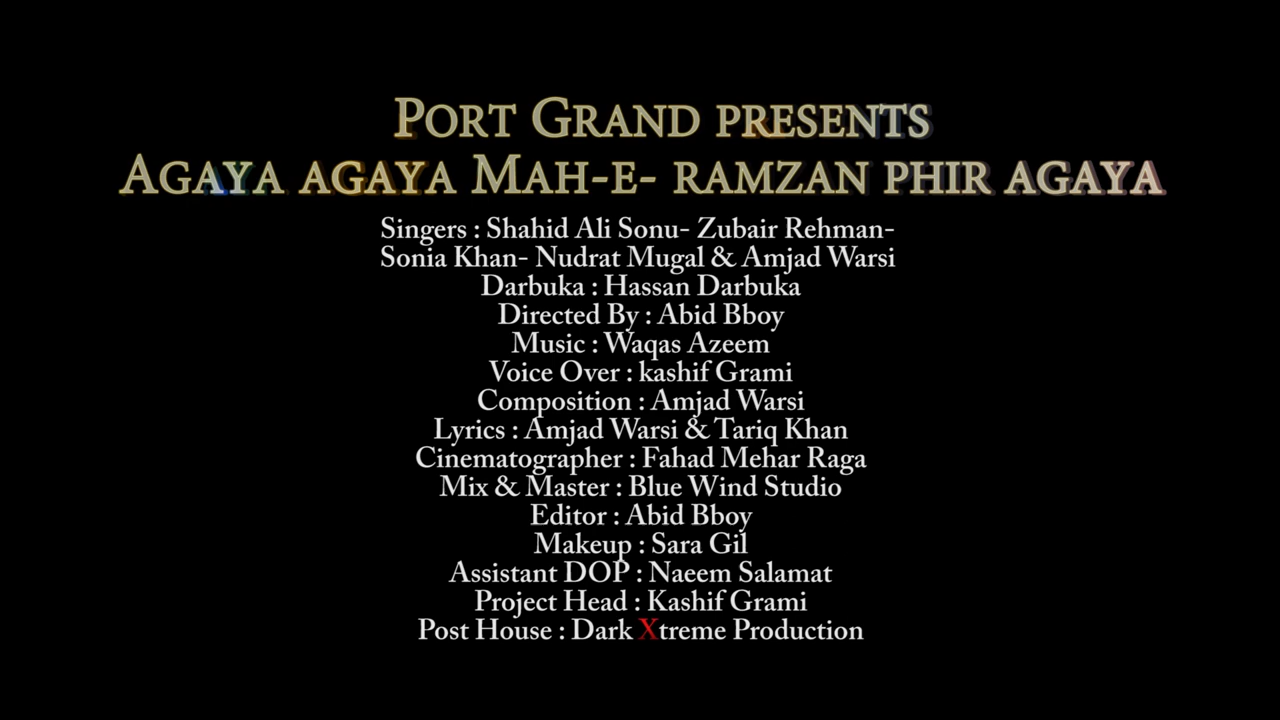 Port Grand presents
Agaya agaya Mah-e- ramzan phir agaya
Singers : Shahid Ali Sonu- Zubair Rehman-
Sonia Khan- Nudrat Mugal & Amjad Warsi
Darbuka : Hassan Darbuka
Directed By : Abid Bboy
Music : Waqas Azeem
Voice Over : kashif Grami
Composition : Amjad Warsi
Lyrics : Amjad Warsi & Tariq Khan
Cinematographer : Fahad Mehar Raga
Mix & Master : Blue Wind Studio
Editor : Abid Bboy
Makeup : Sara Gil
Assistant DOP : Naeem Salamat
Project Head : Kashif Grami
Post House : Dark Xtreme Production